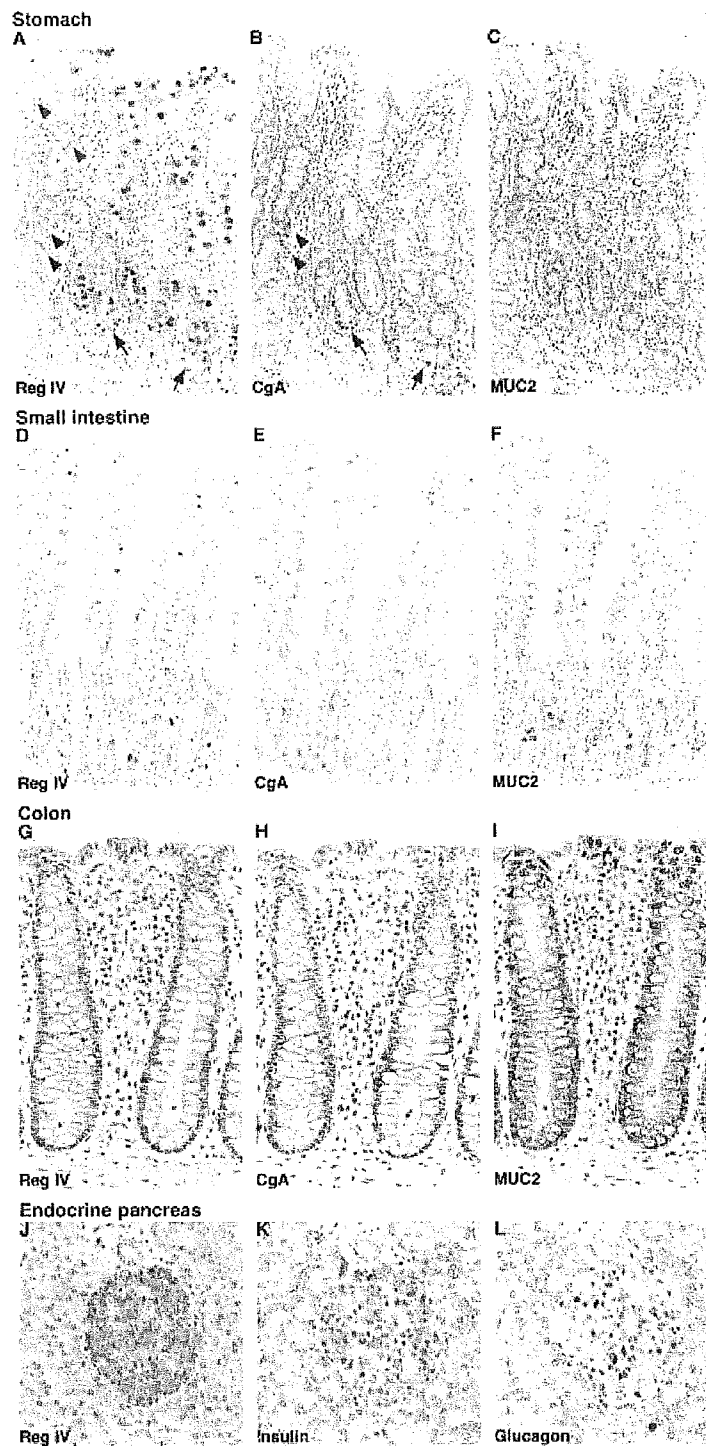 Stomach
A B C
Reg IV CgA MUC2
Small intestine
D E F
Reg IV CgA MUC2
Colon
G H I
Reg IV CgA MUC2
Endocrine pancreas
J K L
Reg IV Insulin Glucagon